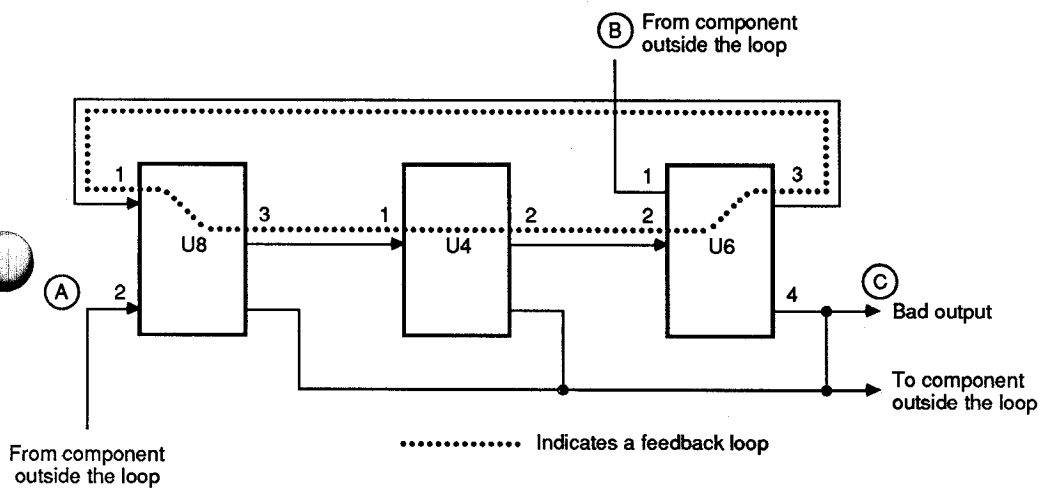 B From component
outside the loop
1 3 1 3
1 2 2
U8 U4 U6
A 2 4 C
Bad output
To component
outside the loop
Indicates a feedback loop
From component
outside the loop